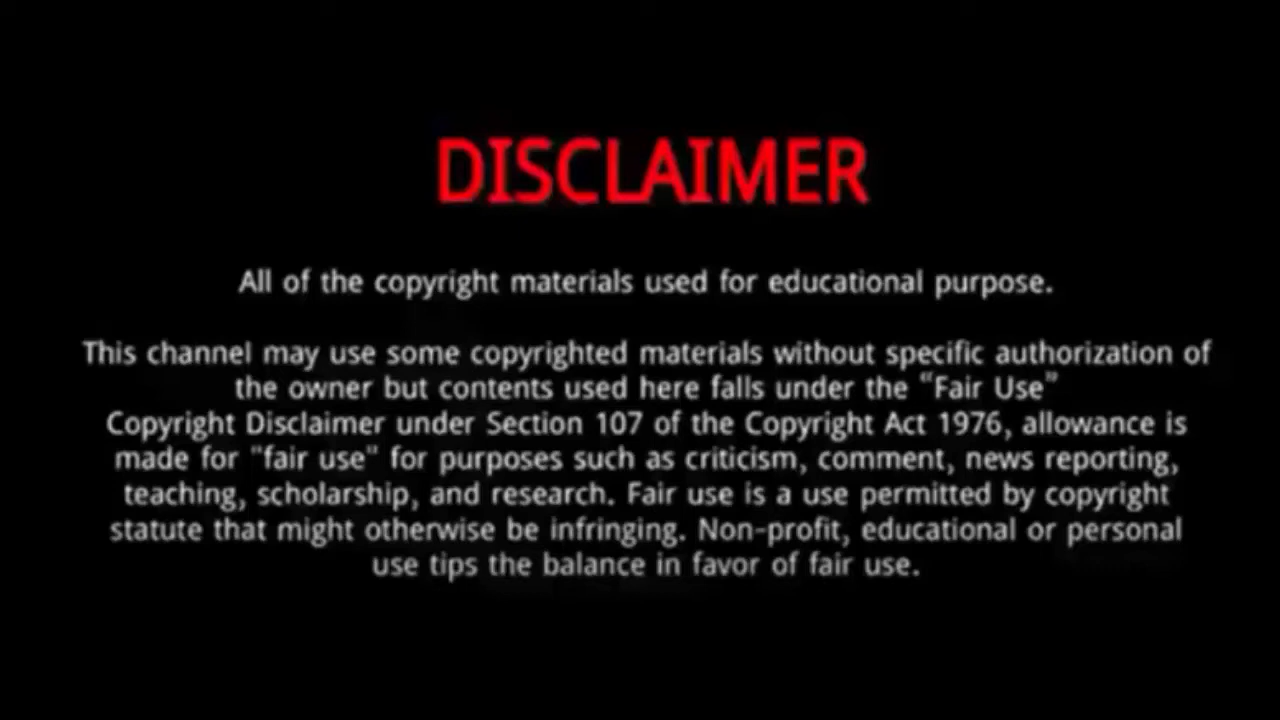 DISCLAIMER
All of the copyright materials used for educational purpose.
This channel may use some copyrighted materials without specific authorization of
the owner but contents used here falls under the “Fair Use”
Copyright Disclaimer under Section 107 of the Copyright Act 1976, allowance is
made for "fair use" for purposes such as criticism, comment, news reporting,
teaching, scholarship, and research. Fair use is a use permitted by copyright
statute that might otherwise be infringing. Non-profit, educational or personal
use tips the balance in favor of fair use.